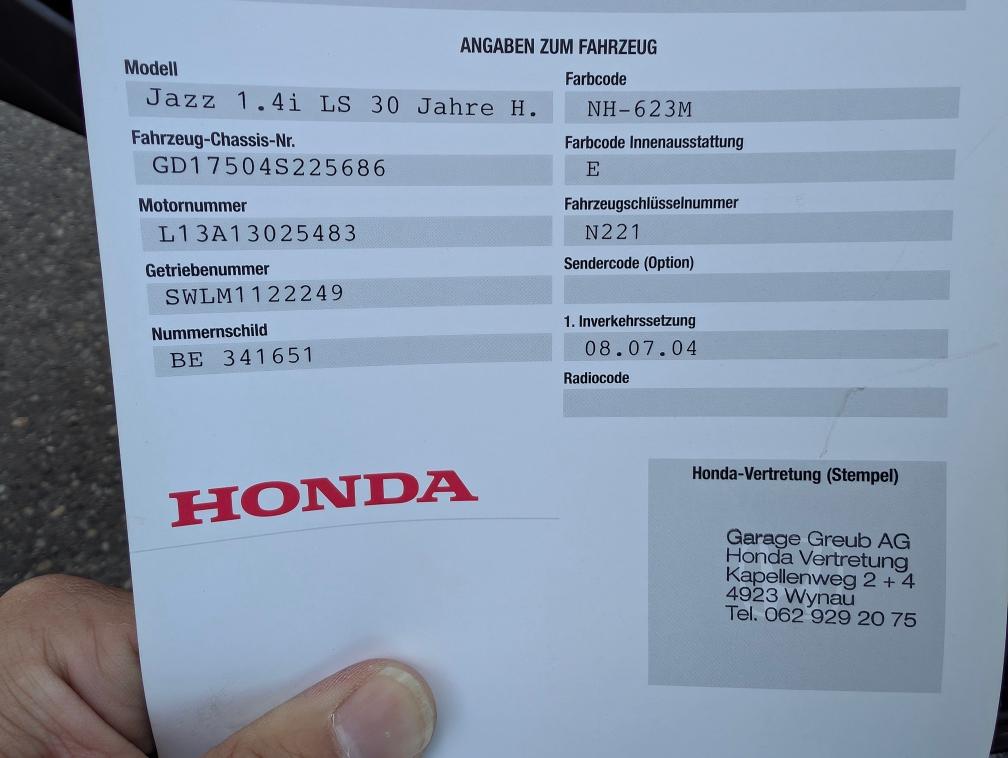 ANGABEN ZUM FAHRZEUG
Modell
Jazz 1.4i LS 30 Jahre H.
Fahrzeug-Chassis-Nr.
GD17504S225686
Motornummer
L13A13025483
Getriebenummer
SWLM1122249
Nummernschild
BE 341651
Farbcode
NH-623M
Farbcode Innenausstattung
E
Fahrzeugschlüsselnummer
N221
Sendercode (Option)
1. Inverkehrssetzung
08.07.04
Radiocode
HONDA
Honda-Vertretung (Stempel)
Garage Greub AG
Honda Vertretung
Kapellenweg 2 + 4
4923 Wynau
Tel. 062 929 20 75